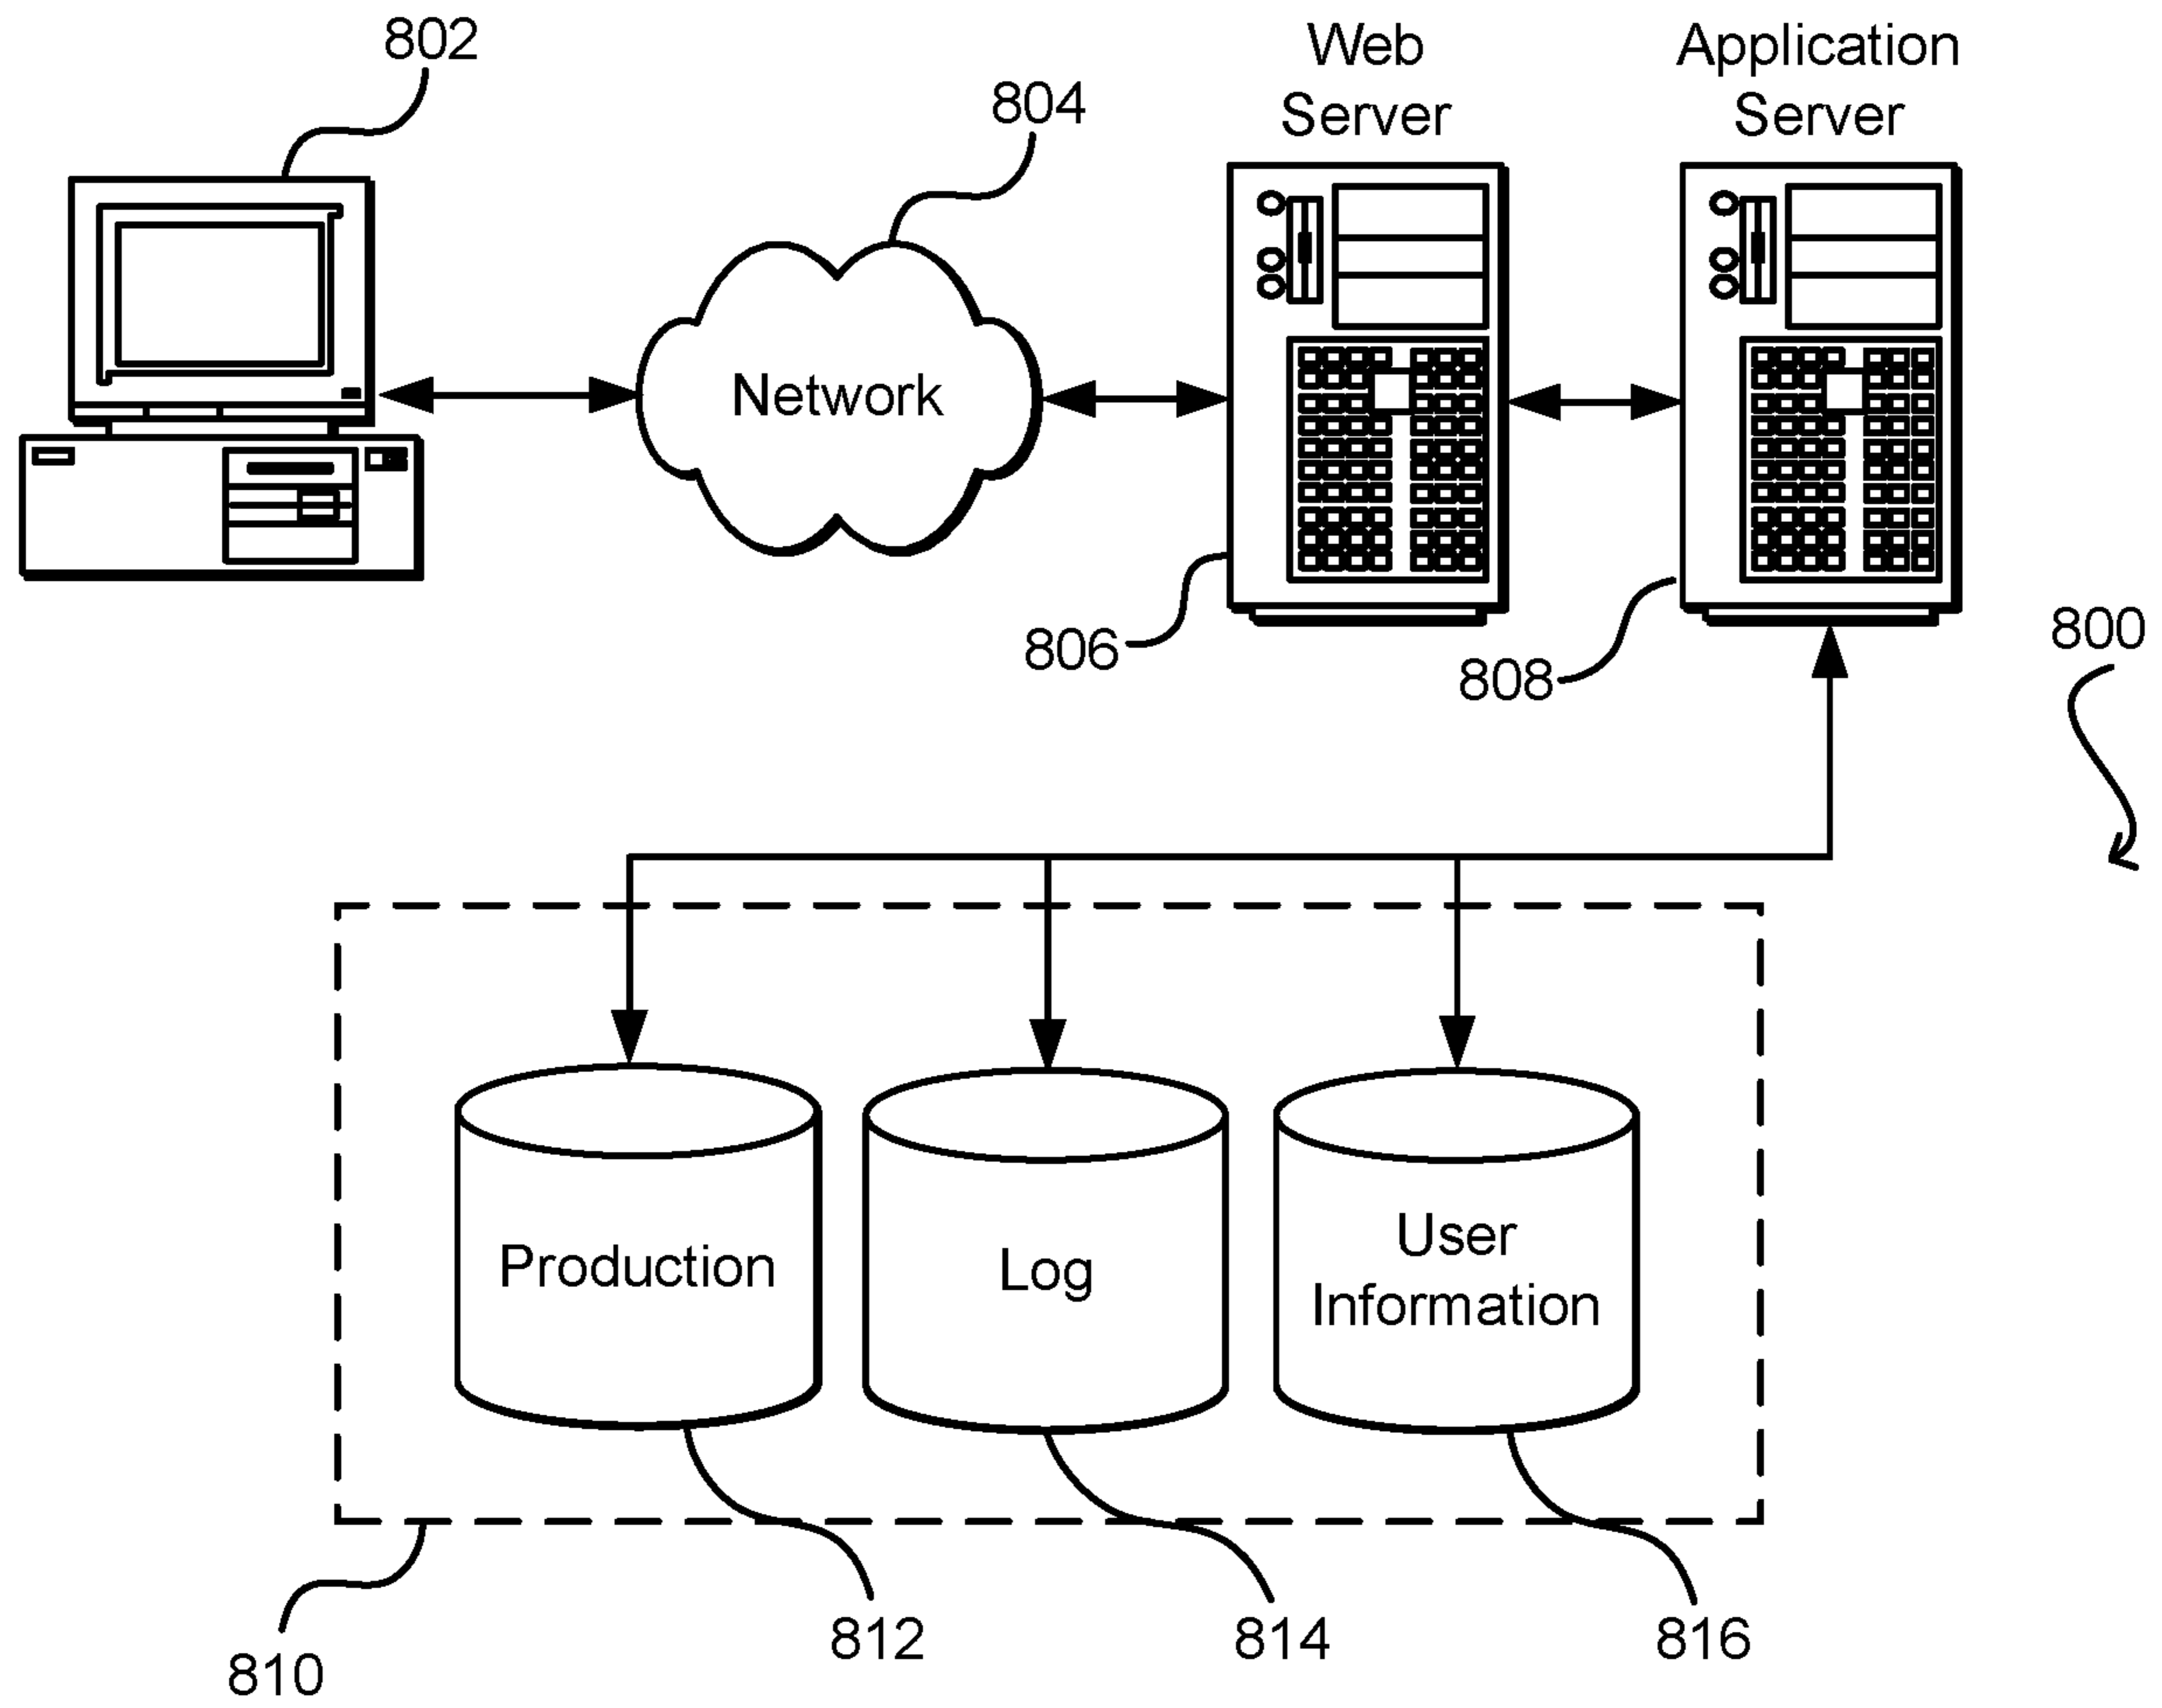 802
804
Web
Server
Application
Server
Network
806
808
800
Production
Log
User
Information
810
812
814
816